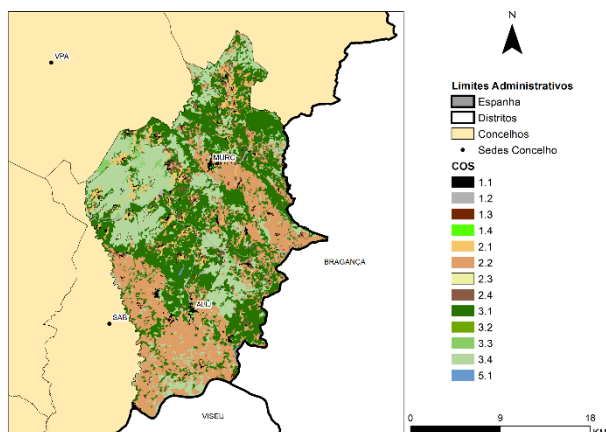 VPA
MURÇ
BRAGANÇA
ALIJ
SAB
VISEU
N
Limites Administrativos
Espanha
Distritos
Concelhos
Sedes Concelho
COS
1.1
1.2
1.3
1.4
2.1
2.2
2.3
2.4
3.1
3.2
3.3
3.4
5.1
0 9 18